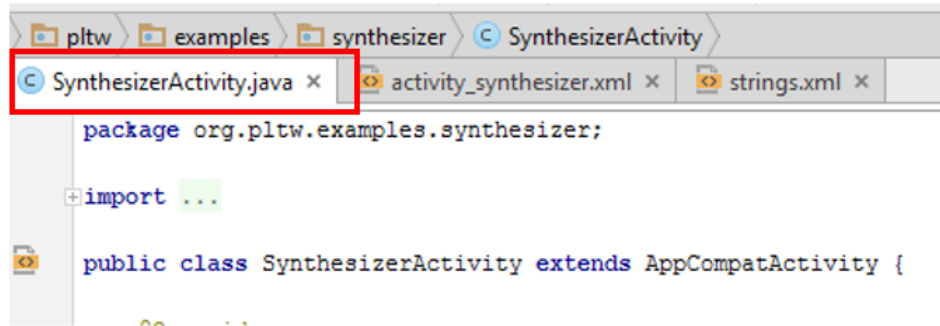 pltw examples synthesizer C SynthesizerActivity
C SynthesizerActivity.java × activity_synthesizer.xml × strings.xml ×
package org.pltw.examples.synthesizer;
+import ...
public class SynthesizerActivity extends AppCompatActivity {